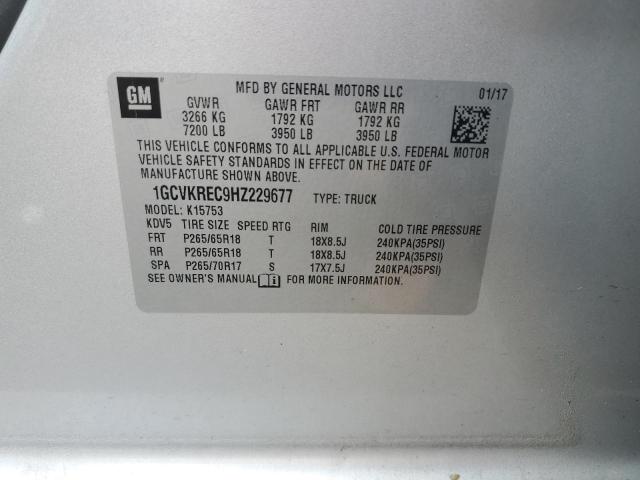 GM
MFD BY GENERAL MOTORS LLC 01/17
GVWR GAWR FRT GAWR RR
3266 KG 1792 KG 1792 KG
7200 LB 3950 LB 3950 LB
THIS VEHICLE CONFORMS TO ALL APPLICABLE U.S. FEDERAL MOTOR
VEHICLE SAFETY STANDARDS IN EFFECT ON THE DATE OF
MANUFACTURE SHOWN ABOVE.
1GCVKREC9HZ229677 TYPE: TRUCK
MODEL: K15753
KDV5 TIRE SIZE SPEED RTG RIM COLD TIRE PRESSURE
FRT P265/65R18 T 18X8.5J 240KPA(35PSI)
RR P265/65R18 T 18X8.5J 240KPA(35PSI)
SPA P265/70R17 S 17X7.5J 240KPA(35PSI)
SEE OWNER'S MANUAL FOR MORE INFORMATION.